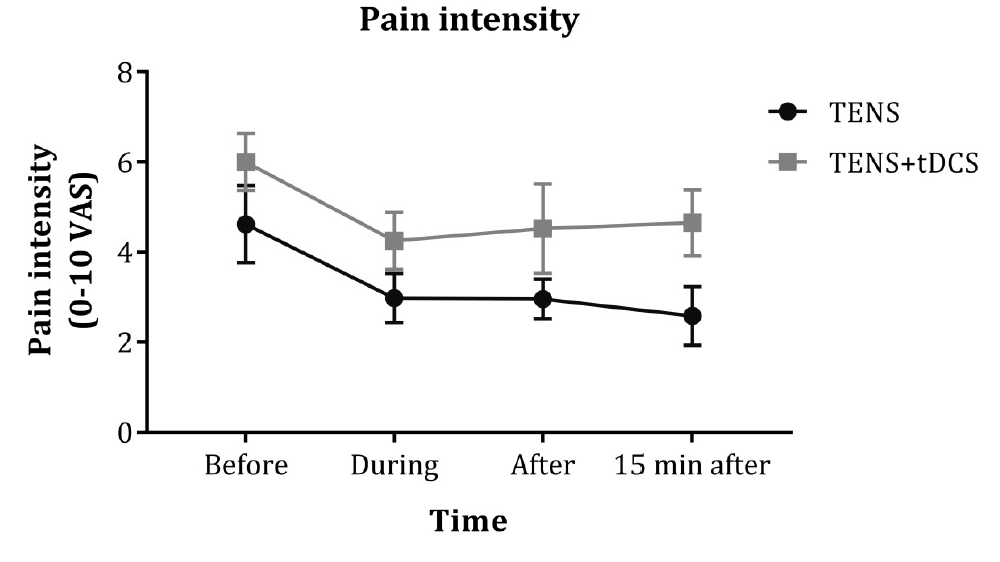 Pain intensity
8
6
4
2
0
Pain intensity
(0-10 VAS)
Before During After 15 min after
Time
TENS
TENS+tDCS